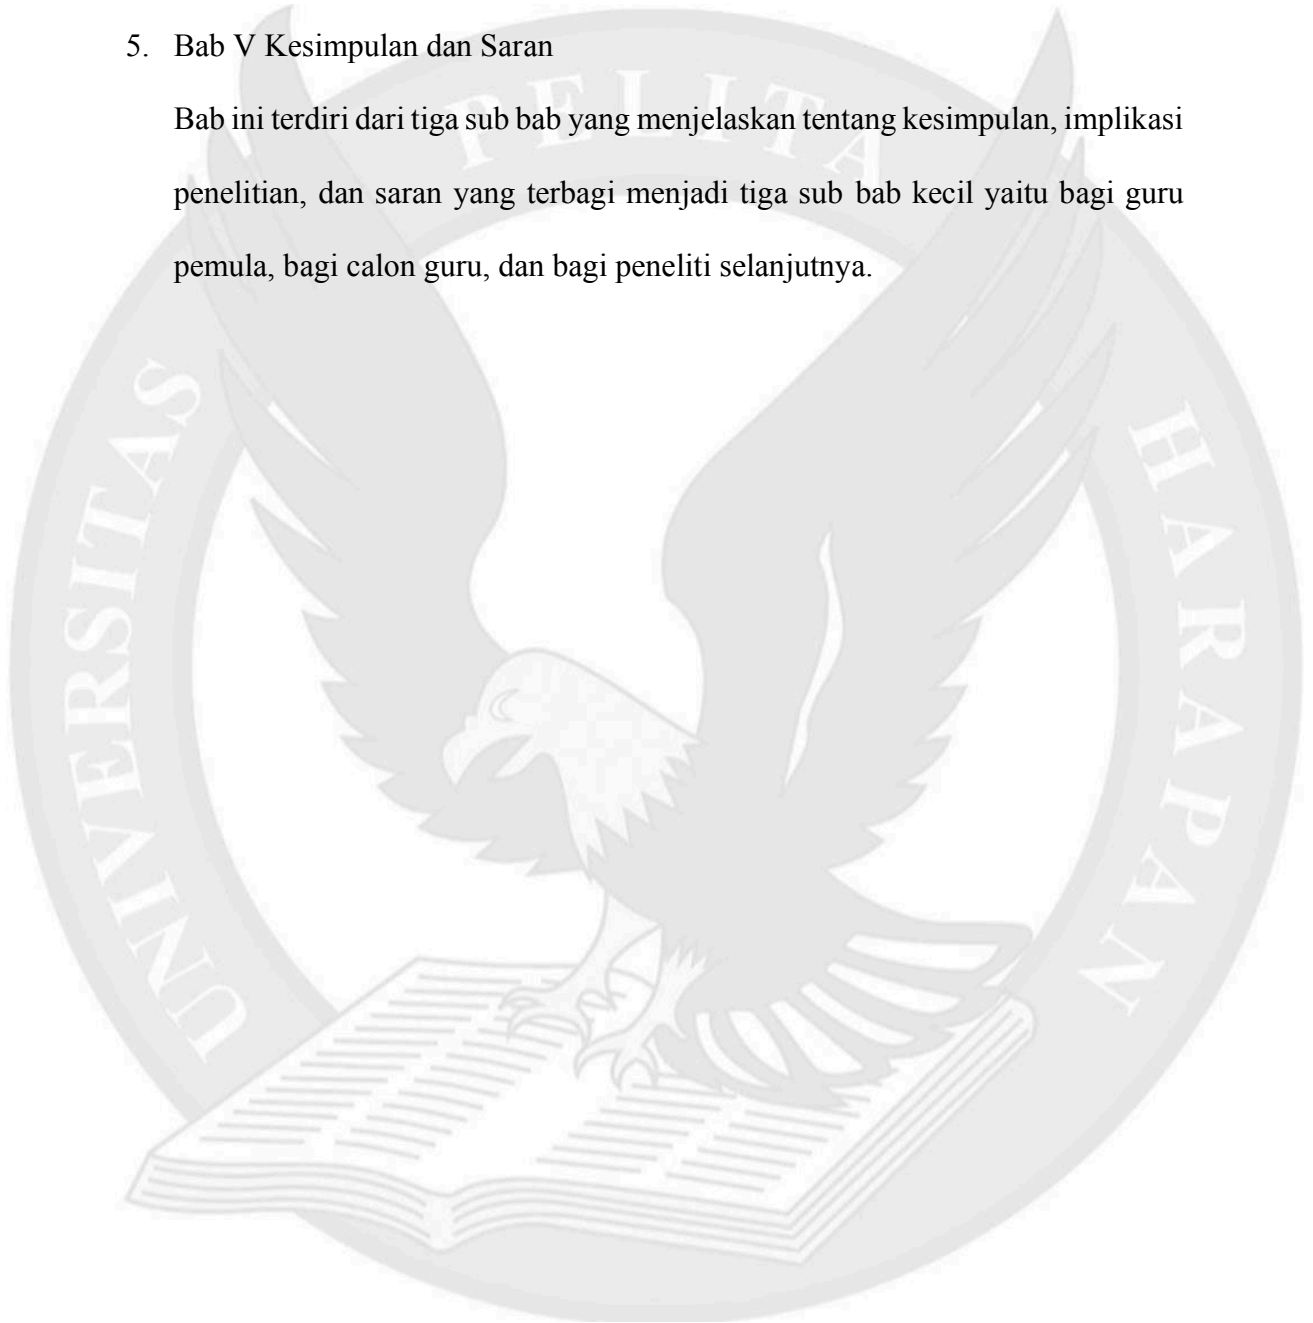 5. Bab V Kesimpulan dan Saran
Bab ini terdiri dari tiga sub bab yang menjelaskan tentang kesimpulan, implikasi
penelitian, dan saran yang terbagi menjadi tiga sub bab kecil yaitu bagi guru
pemula, bagi calon guru, dan bagi peneliti selanjutnya.
UNIVERSITAS PELITA HARAPAN